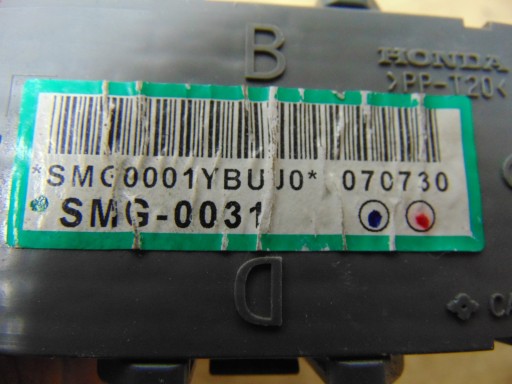 B
HONDA
>PP-T20<
*SMG0001YBUJ0* 070730
SMG-0031
D